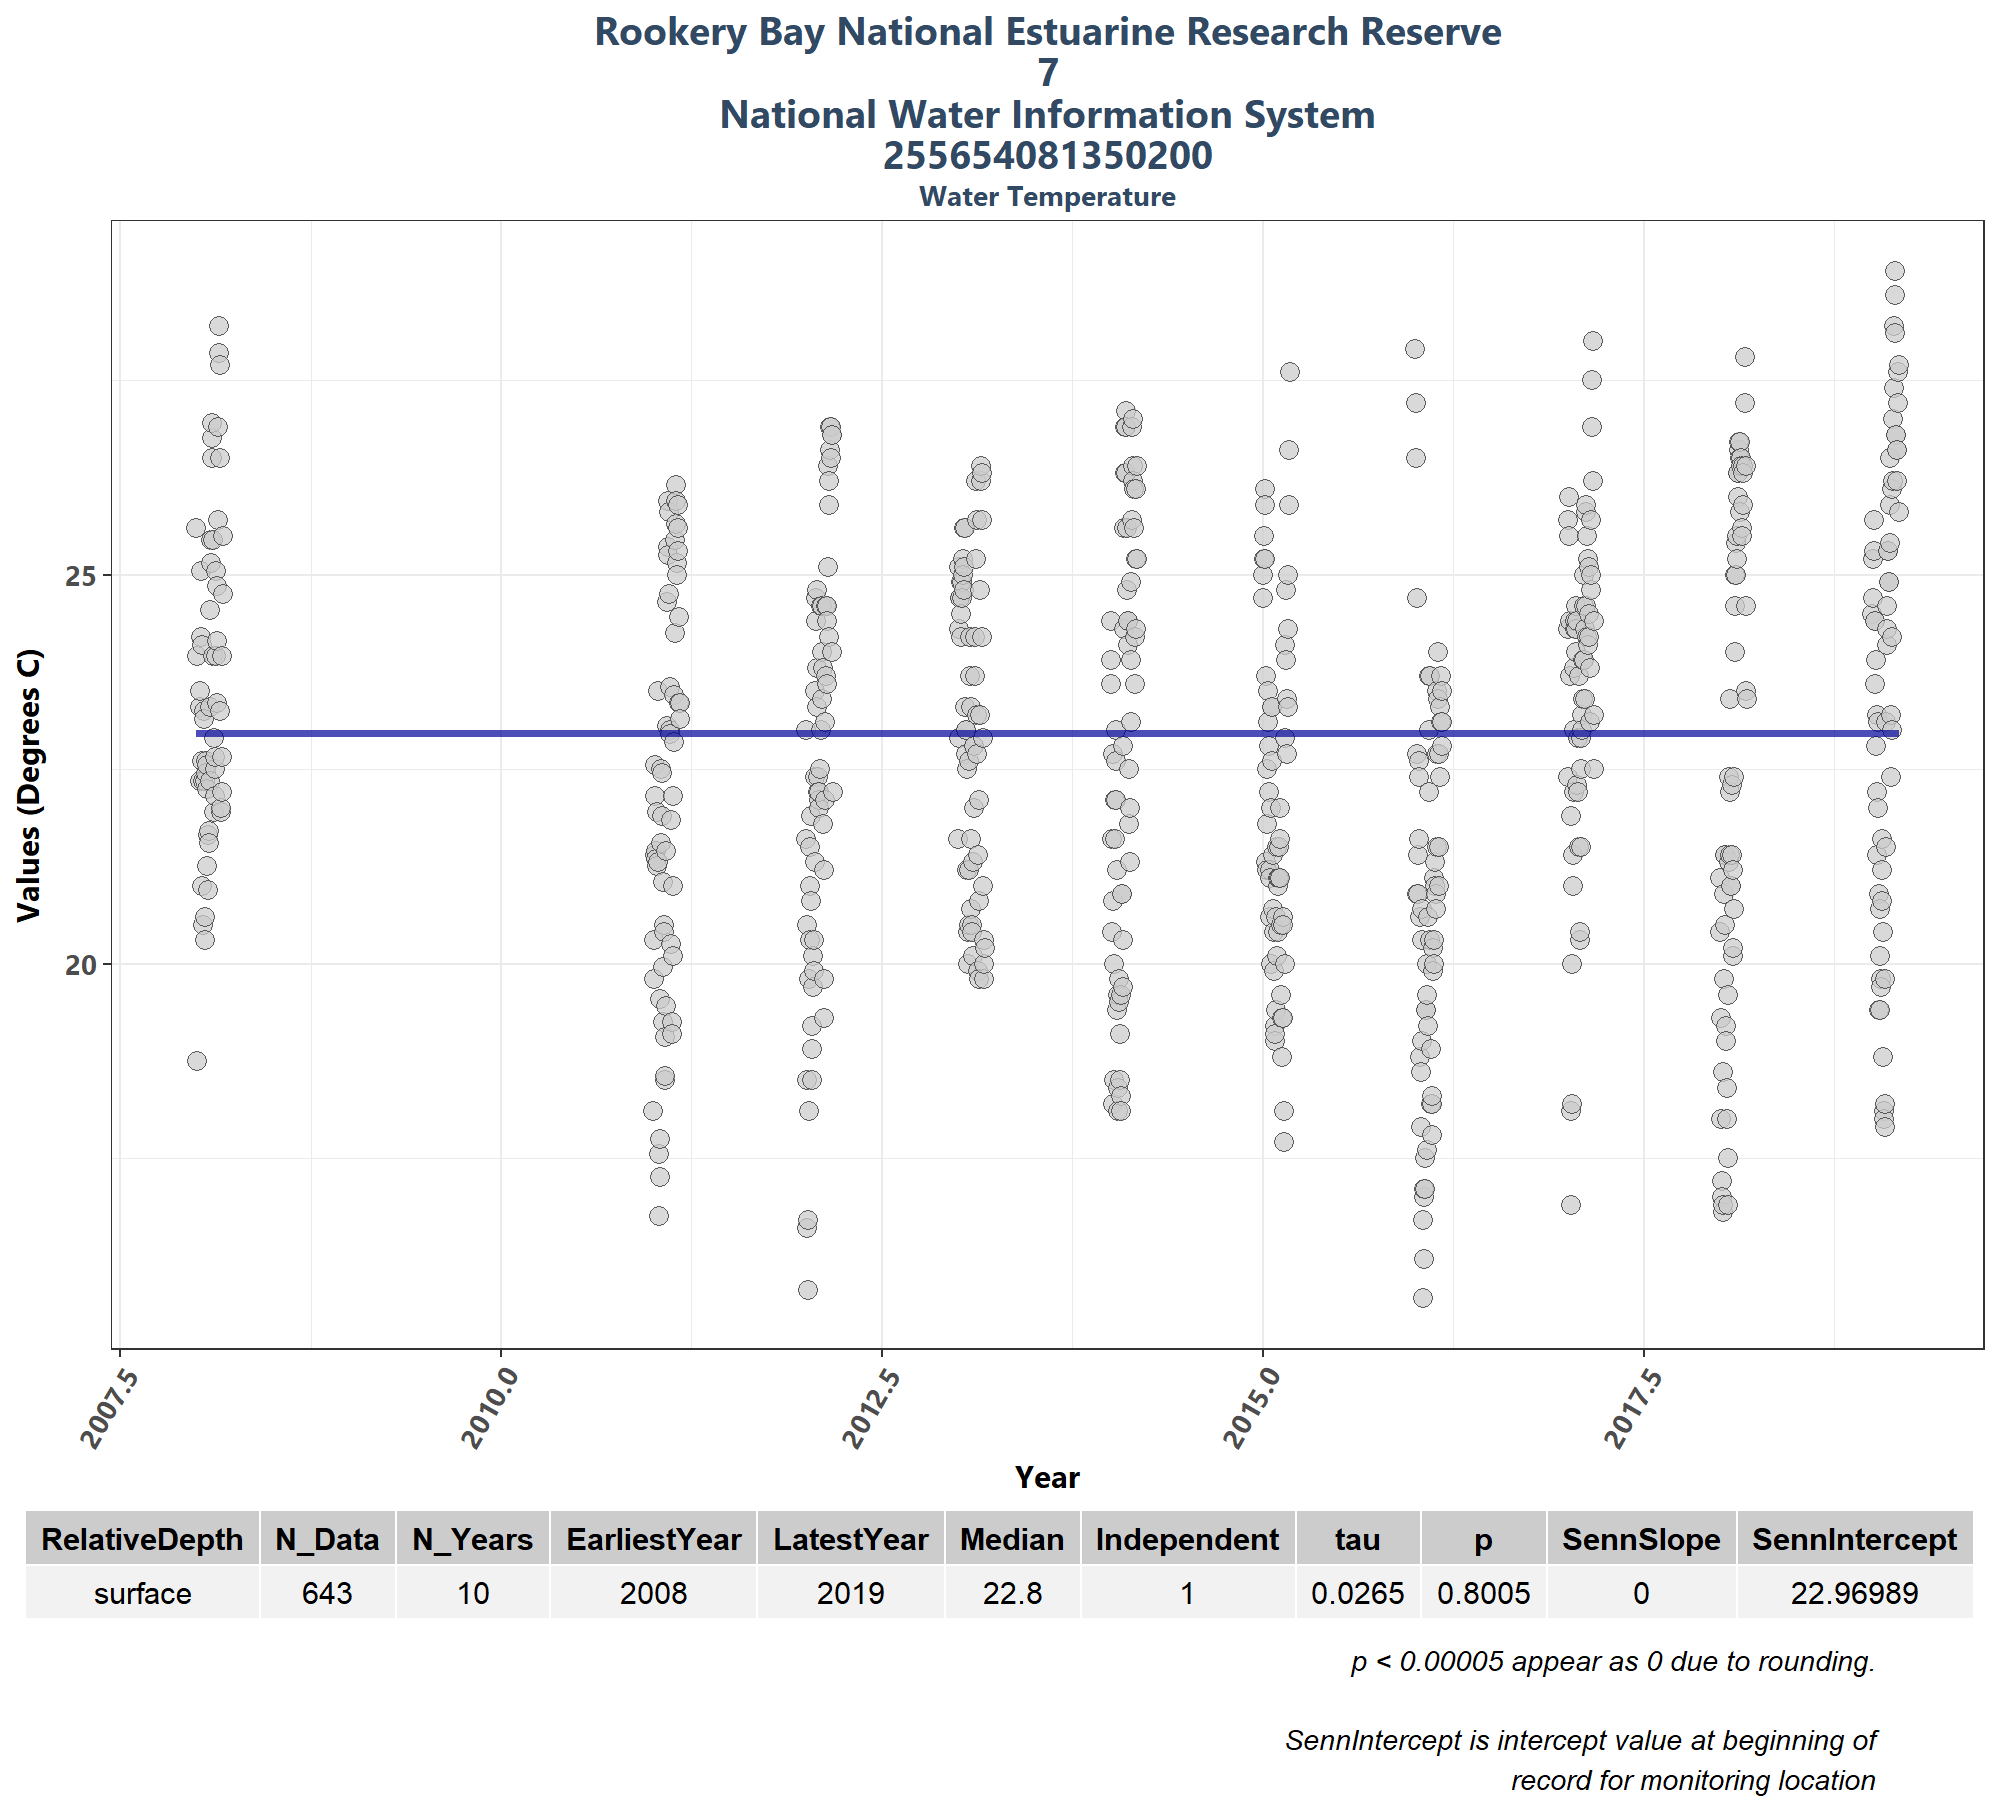 Rookery Bay National Estuarine Research Reserve
7
National Water Information System
255654081350200
Water Temperature
Values (Degrees C)
25
20
2007.5 2010.0 2012.5 2015.0 2017.5
Year
RelativeDepth N_Data N_Years EarliestYear LatestYear Median Independent tau p SennSlope SennIntercept
surface 643 10 2008 2019 22.8 1 0.0265 0.8005 0 22.96989
p < 0.00005 appear as 0 due to rounding.
SennIntercept is intercept value at beginning of
record for monitoring location